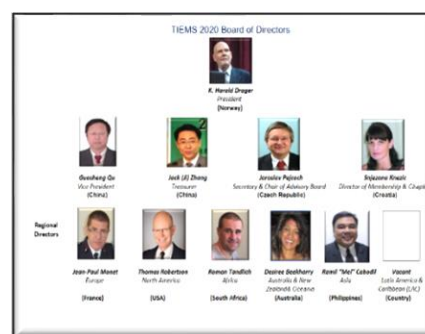 TIEMS 2020 Board of Directors
K. Harald Drager
President
(Norway)
Guosheng Qu
Vice President
(China)
Jack (Ji) Zhang
Treasurer
(China)
Jaroslav Pejcoch
Secretary & Chair of Advisory Board
(Czech Republic)
Snjezana Knezic
Director of Membership &
(Croatia)
Regional
Directors
Jean-Paul Monet
Europe
(France)
Thomas Robertson
North America
(USA)
Roman Tandlich
Africa
(South Africa)
Desiree Beekharry
Australia & New
Zealand& Oceania
(Australia)
Ramil "Mel"
Asia
(Philippines)
Vacant
Latin America &
Caribbean (LAC)
(Country)